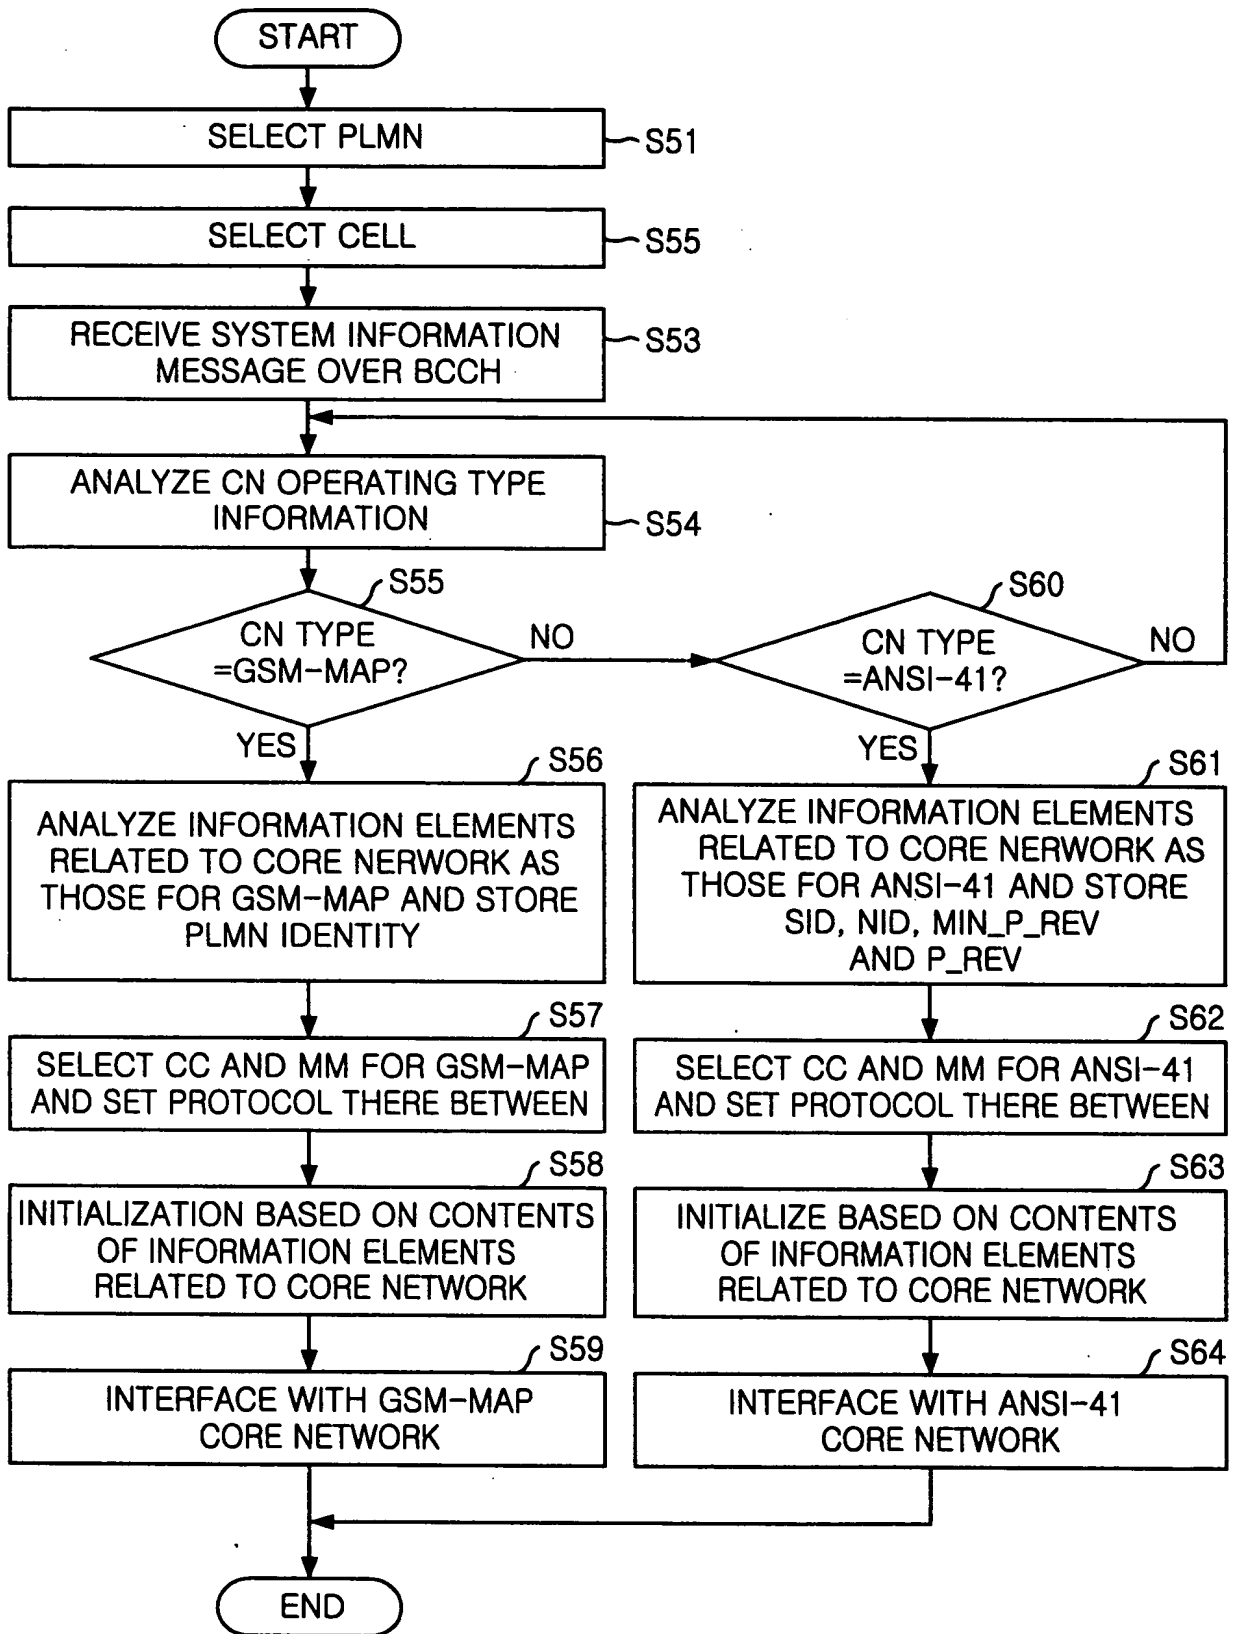 START
SELECT PLMN
S51
SELECT CELL
S55
RECEIVE SYSTEM INFORMATION
MESSAGE OVER BCCH
S53
ANALYZE CN OPERATING TYPE
INFORMATION
S54
S55
CN TYPE
=GSM-MAP?
NO
YES
S60
CN TYPE
=ANSI-41?
NO
YES
S56
ANALYZE INFORMATION ELEMENTS
RELATED TO CORE NERWORK AS
THOSE FOR GSM-MAP AND STORE
PLMN IDENTITY
S61
ANALYZE INFORMATION ELEMENTS
RELATED TO CORE NERWORK AS
THOSE FOR ANSI-41 AND STORE
SID, NID, MIN_P_REV
AND P_REV
S57
SELECT CC AND MM FOR GSM-MAP
AND SET PROTOCOL THERE BETWEEN
S62
SELECT CC AND MM FOR ANSI-41
AND SET PROTOCOL THERE BETWEEN
S58
INITIALIZATION BASED ON CONTENTS
OF INFORMATION ELEMENTS
RELATED TO CORE NETWORK
S63
INITIALIZE BASED ON CONTENTS
OF INFORMATION ELEMENTS
RELATED TO CORE NETWORK
S59
INTERFACE WITH GSM-MAP
CORE NETWORK
S64
INTERFACE WITH ANSI-41
CORE NETWORK
END